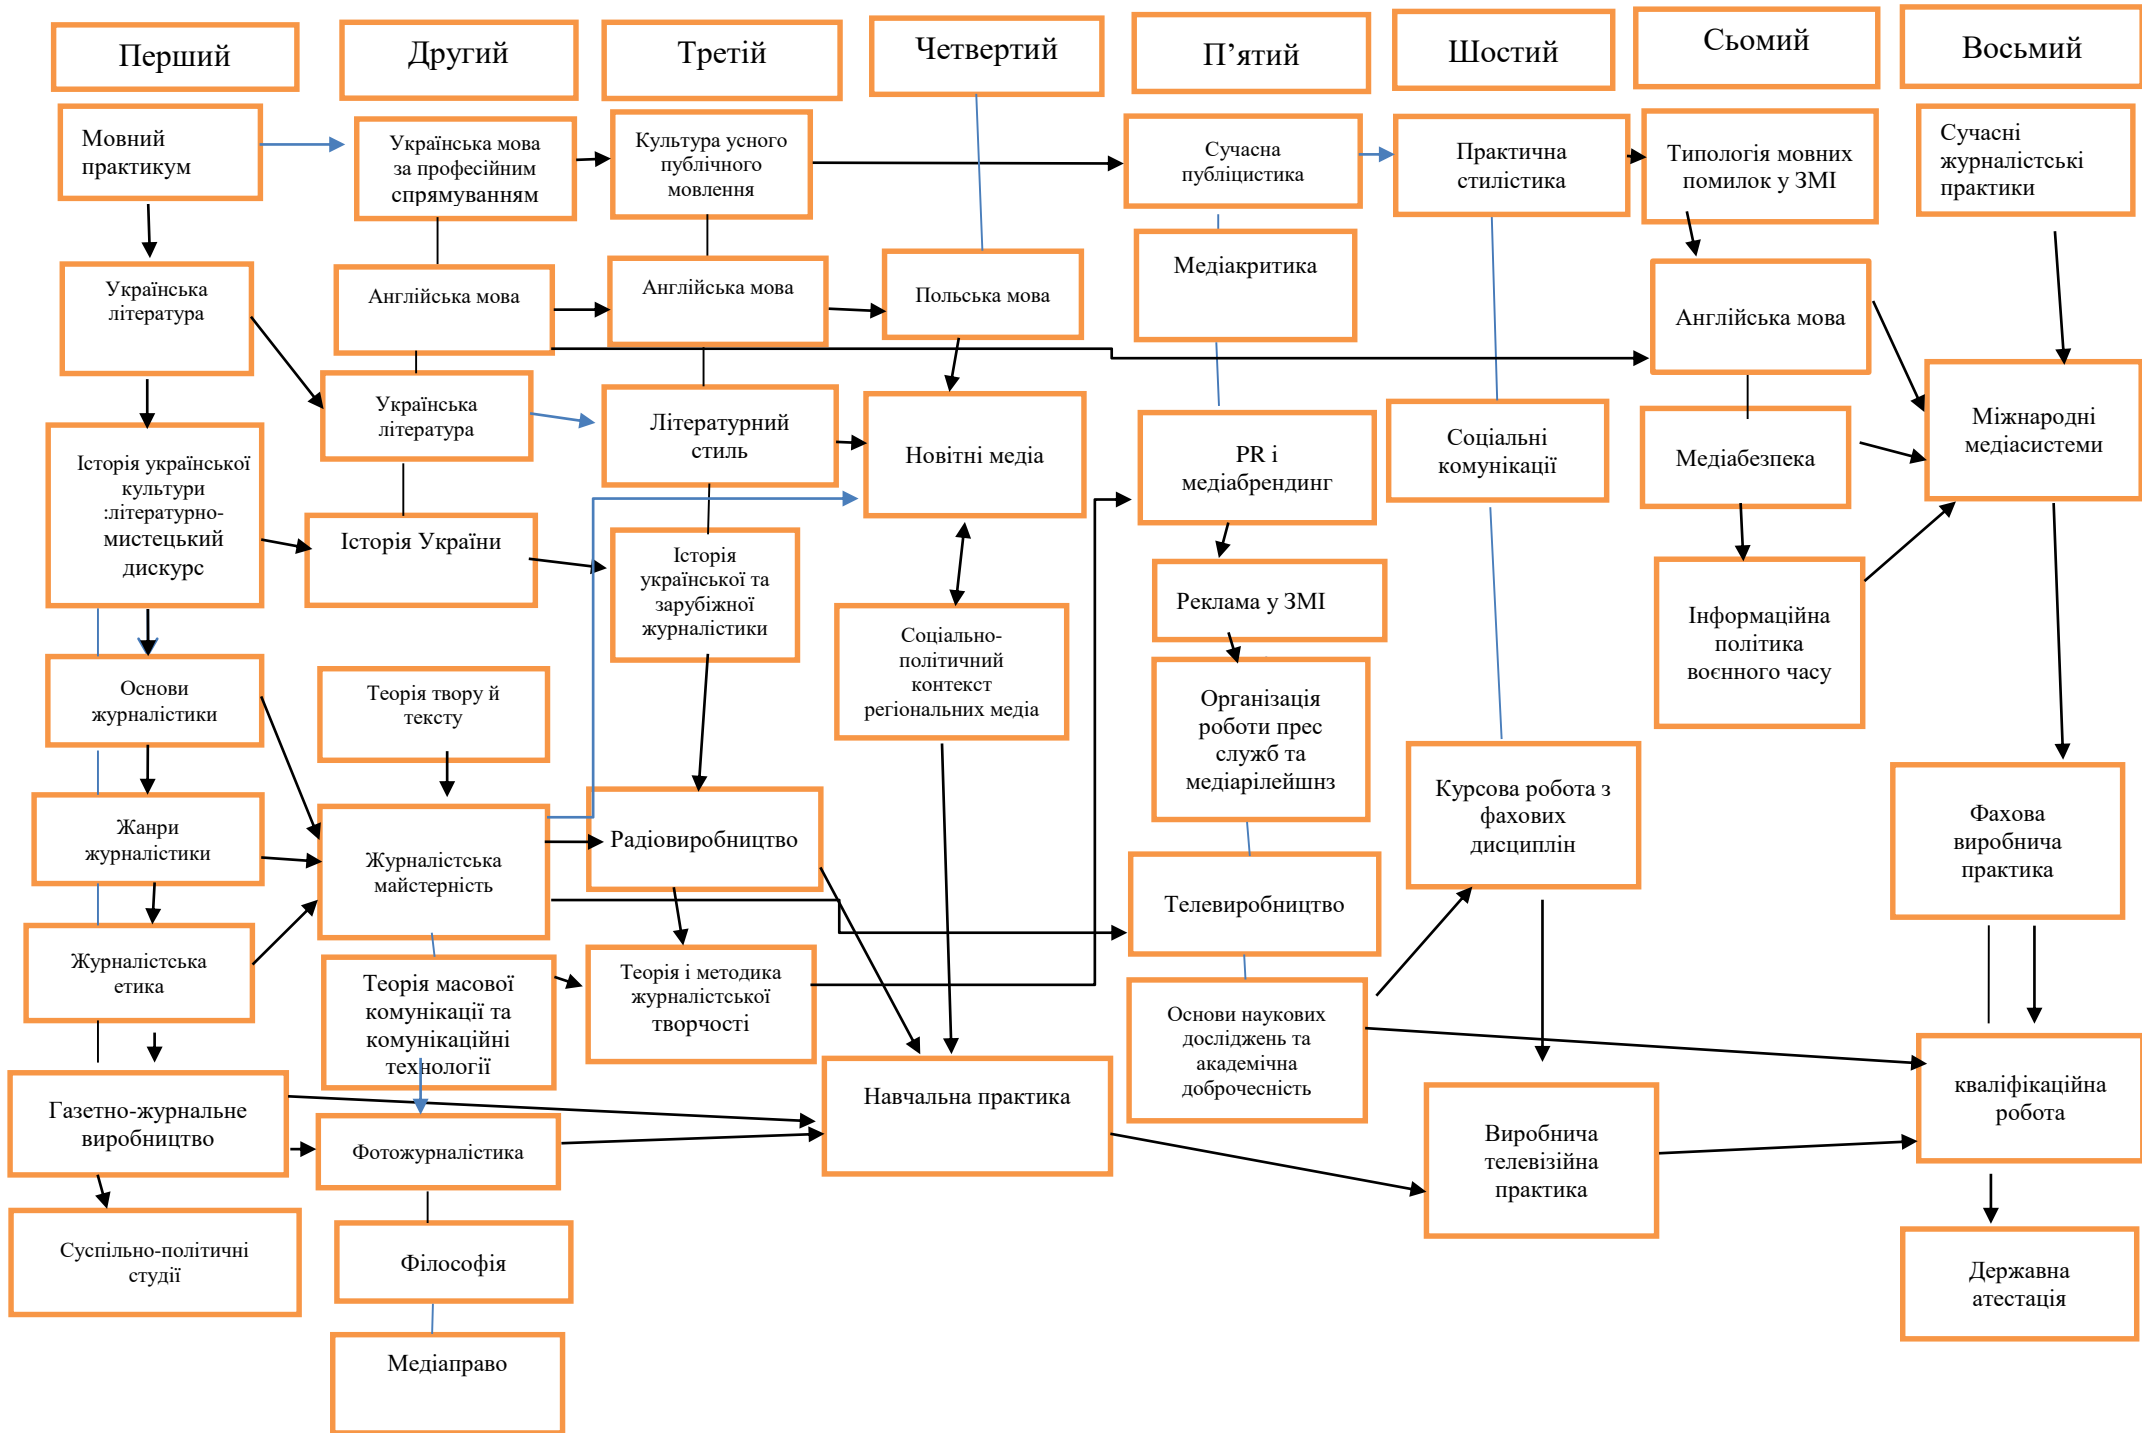 Перший
Другий
Третій
Четвертий
П’ятий
Шостий
Сьомий
Восьмий
Мовний
практикум
Українська
література
Історія української
культури
:літературно-
мистецький
дискурс
Основи
журналістики
Жанри
журналістики
Журналістська
етика
Газетно-журнальне
виробництво
Суспільно-політичні
студії
Українська мова
за професійним
спрямуванням
Англійська мова
Українська
література
Історія України
Теорія твору й
тексту
Журналістська
майстерність
Теорія масової
комунікації та
комунікаційні
технології
Фотожурналістика
Філософія
Медіаправо
Культура усного
публічного
мовлення
Англійська мова
Літературний
стиль
Історія
української та
зарубіжної
журналістики
Радіовиробництво
Теорія і методика
журналістської
творчості
Польська мова
Новітні медіа
Соціально-
політичний
контекст
регіональних медіа
Навчальна практика
Сучасна
публіцистика
Медіакритика
PR і
медіабрендинг
Реклама у ЗМІ
Організація
роботи прес
служб та
медіарілейшнз
Телевиробництво
Основи наукових
досліджень та
академічна
доброчесність
Практична
стилістика
Соціальні
комунікації
Курсова робота з
фахових
дисциплін
Виробнича
телевізійна
практика
Типологія мовних
помилок у ЗМІ
Англійська мова
Медіабезпека
Інформаційна
політика
воєнного часу
Сучасні
журналістські
практики
Міжнародні
медіасистеми
Фахова
виробнича
практика
кваліфікаційна
робота
Державна
атестація